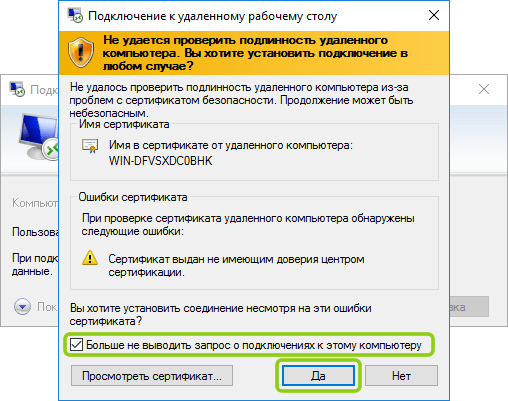 Подключение к удаленному рабочему столу
Не удается проверить подлинность удаленного
компьютера. Вы хотите установить подключение в
любом случае?
Не удалось проверить подлинность удаленного компьютера из-за
проблем с сертификатом безопасности. Продолжение может быть
небезопасным.
Имя сертификата
Имя в сертификате от удаленного компьютера:
WIN-DFVSXDC0BHK
Ошибки сертификата
При проверке сертификата удаленного компьютера обнаружены
следующие ошибки:
Сертификат выдан не имеющим доверия центром
сертификации.
Вы хотите установить соединение несмотря на эти ошибки
сертификата?
Больше не выводить запрос о подключениях к этому компьютеру
Просмотреть сертификат...
Да
Нет
Подк
Компьют
Пользова
При подк
данные.
Пок
вка